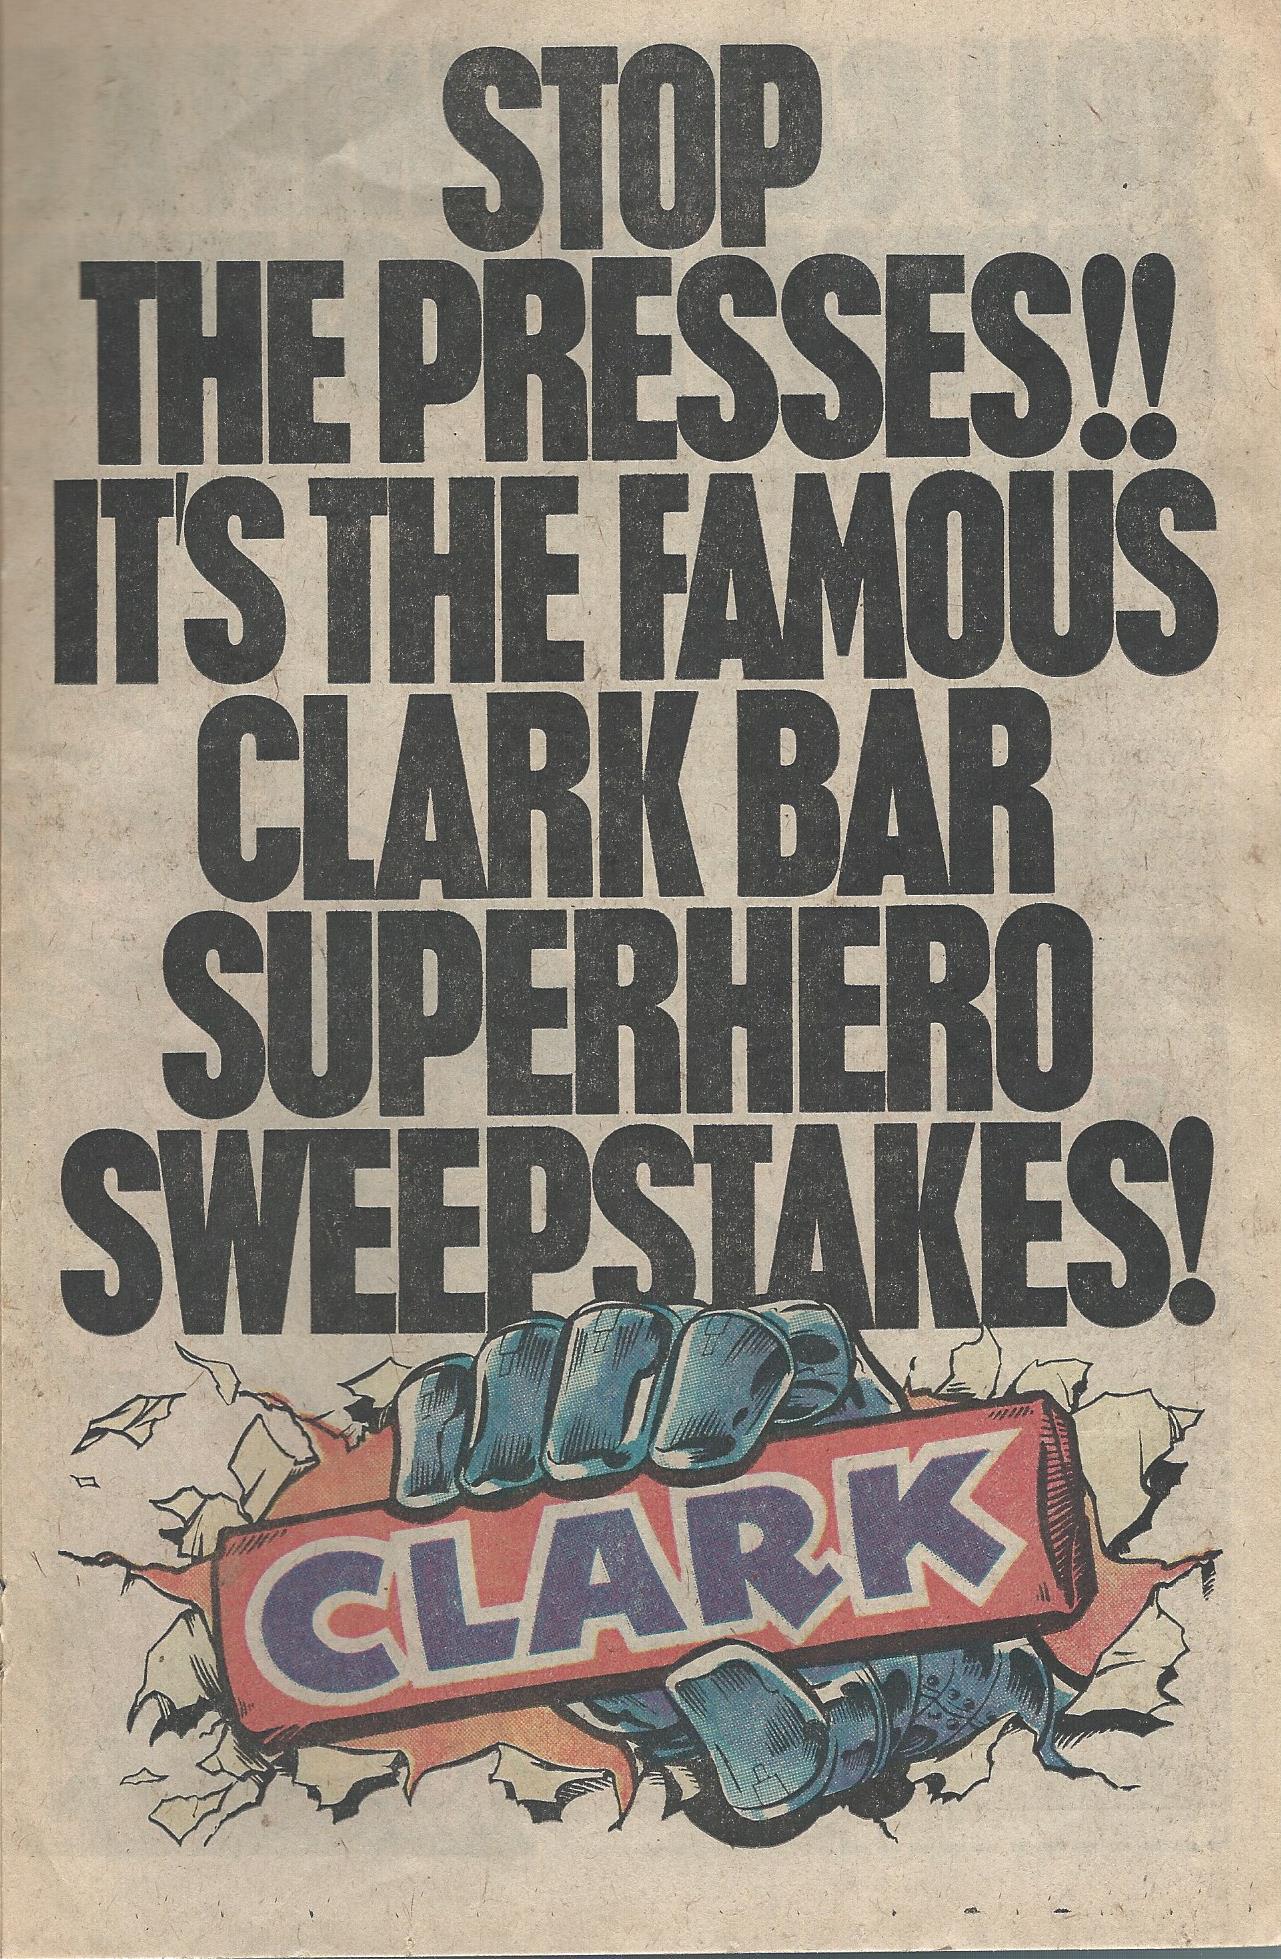 STOP
THE PRESSES!!
IT'S THE FAMOUS
CLARK BAR
SUPERHERO
SWEEPSTAKES!
CLARK